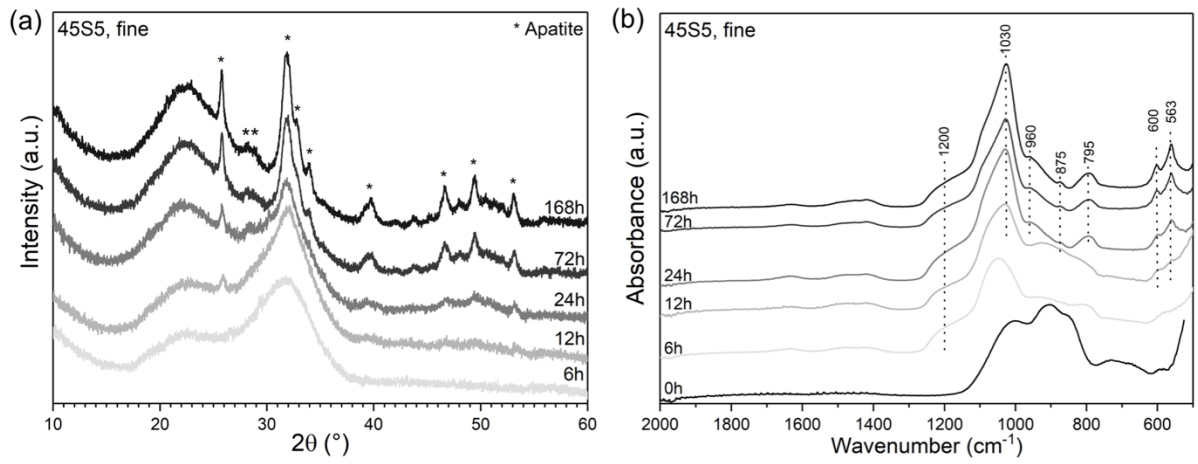 (a)
45S5, fine
* Apatite
*
*
**
*
*
*
*
*
*
168h
72h
24h
12h
6h
Intensity (a.u.)
10
20
30
40
50
60
2θ (°)
(b)
45S5, fine
1030
1200
960
875
795
600
563
168h
72h
24h
12h
6h
0h
Absorbance (a.u.)
2000
1800
1600
1400
1200
1000
800
600
Wavenumber (cm⁻¹)